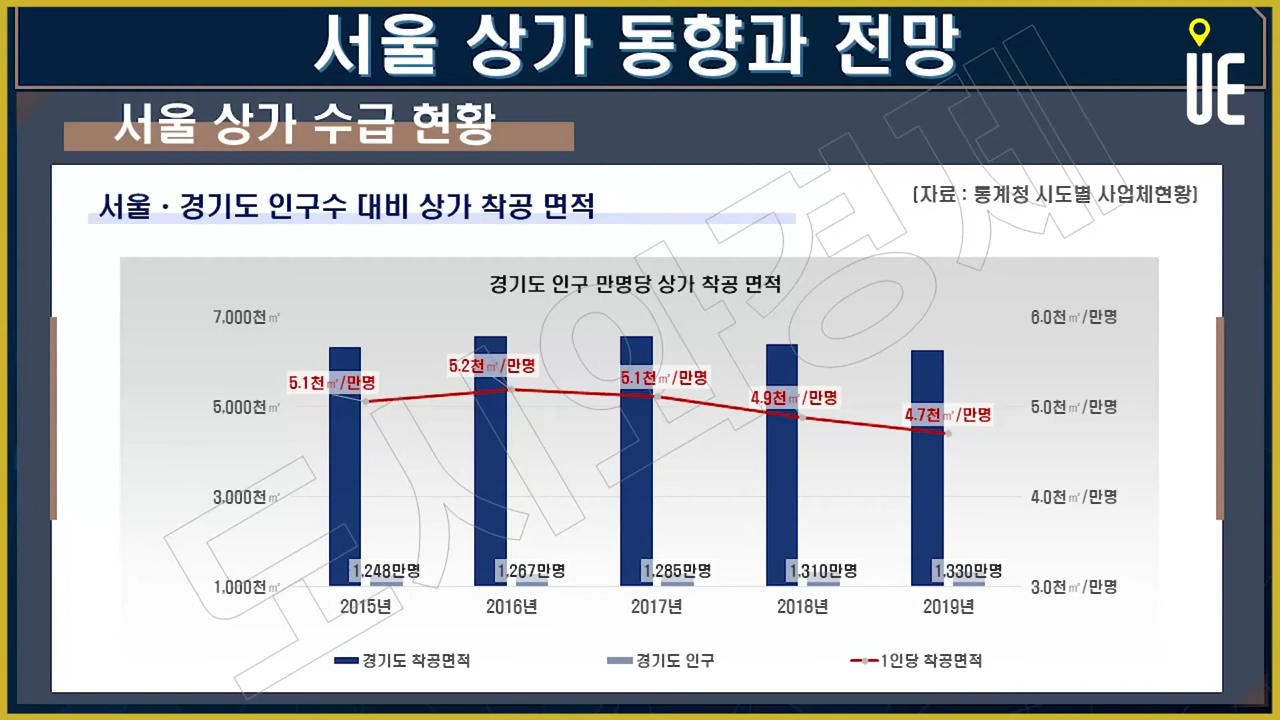 서울 상가 동향과 전망
UE
서울 상가 수급 현황
서울 · 경기도 인구수 대비 상가 착공 면적
(자료 : 통계청 시도별 사업체현황)
경기도 인구 만명당 상가 착공 면적
7.000천㎡
6.0천㎡/만명
5.1천㎡/만명
5.2천㎡/만명
5.1천㎡/만명
4.9천㎡/만명
4.7천㎡/만명
5.000천㎡
5.0천㎡/만명
3.000천㎡
4.0천㎡/만명
1.248만명
1.267만명
1.285만명
1.310만명
1.330만명
1.000천㎡
3.0천㎡/만명
2015년
2016년
2017년
2018년
2019년
경기도 착공면적
경기도 인구
1인당 착공면적
도시와경제